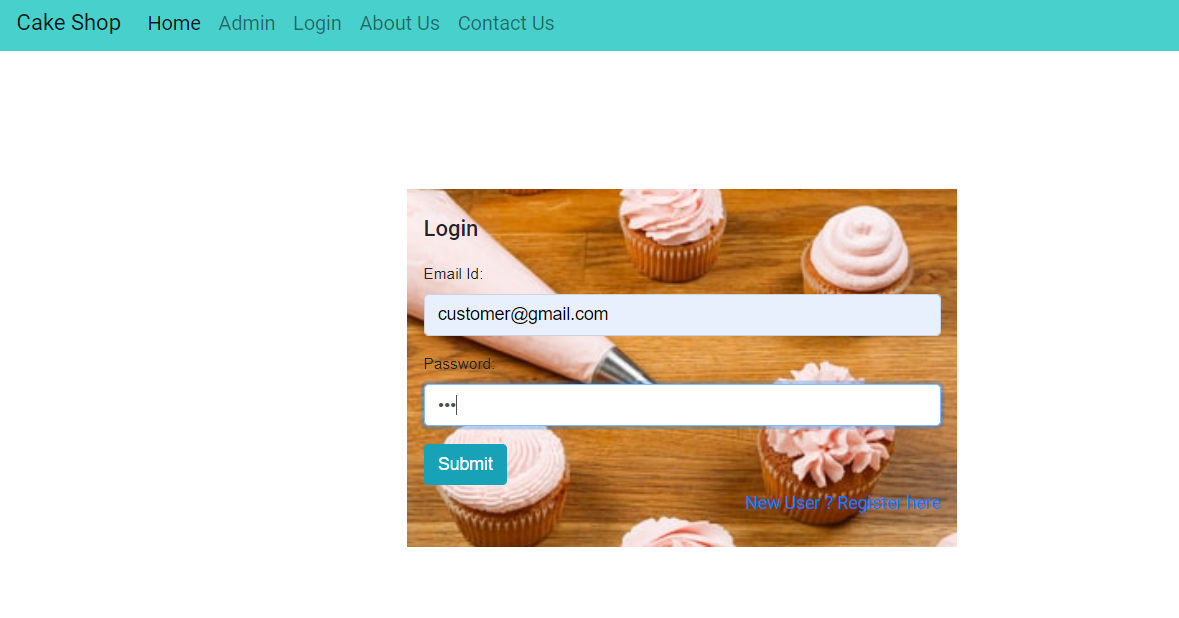 Cake Shop Home Admin Login About Us Contact Us
Login
Email Id:
customer@gmail.com
Password:
•••
Submit
New User ? Register here